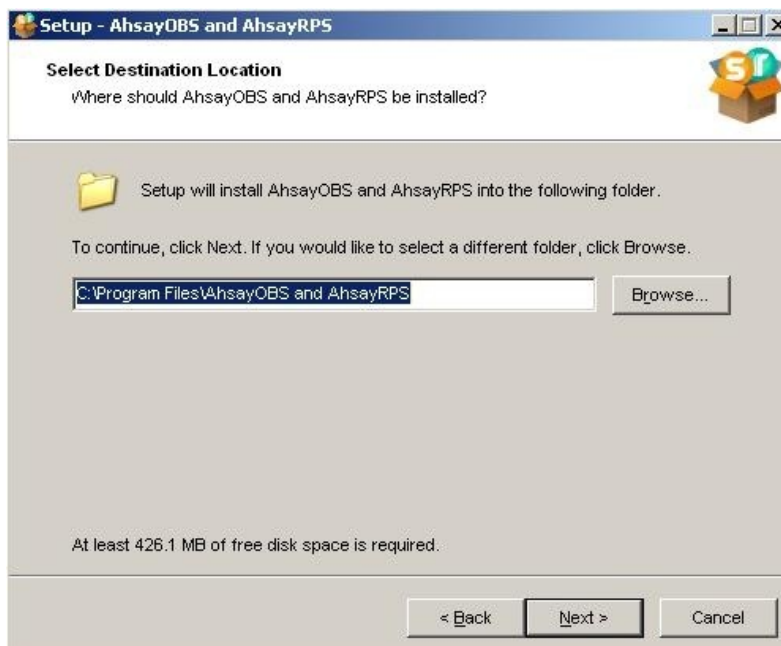 Setup - AhsayOBS and AhsayRPS
Select Destination Location
Where should AhsayOBS and AhsayRPS be installed?
Setup will install AhsayOBS and AhsayRPS into the following folder.
To continue, click Next. If you would like to select a different folder, click Browse.
C:\Program Files\AhsayOBS and AhsayRPS
Browse...
At least 426.1 MB of free disk space is required.
< Back
Next >
Cancel